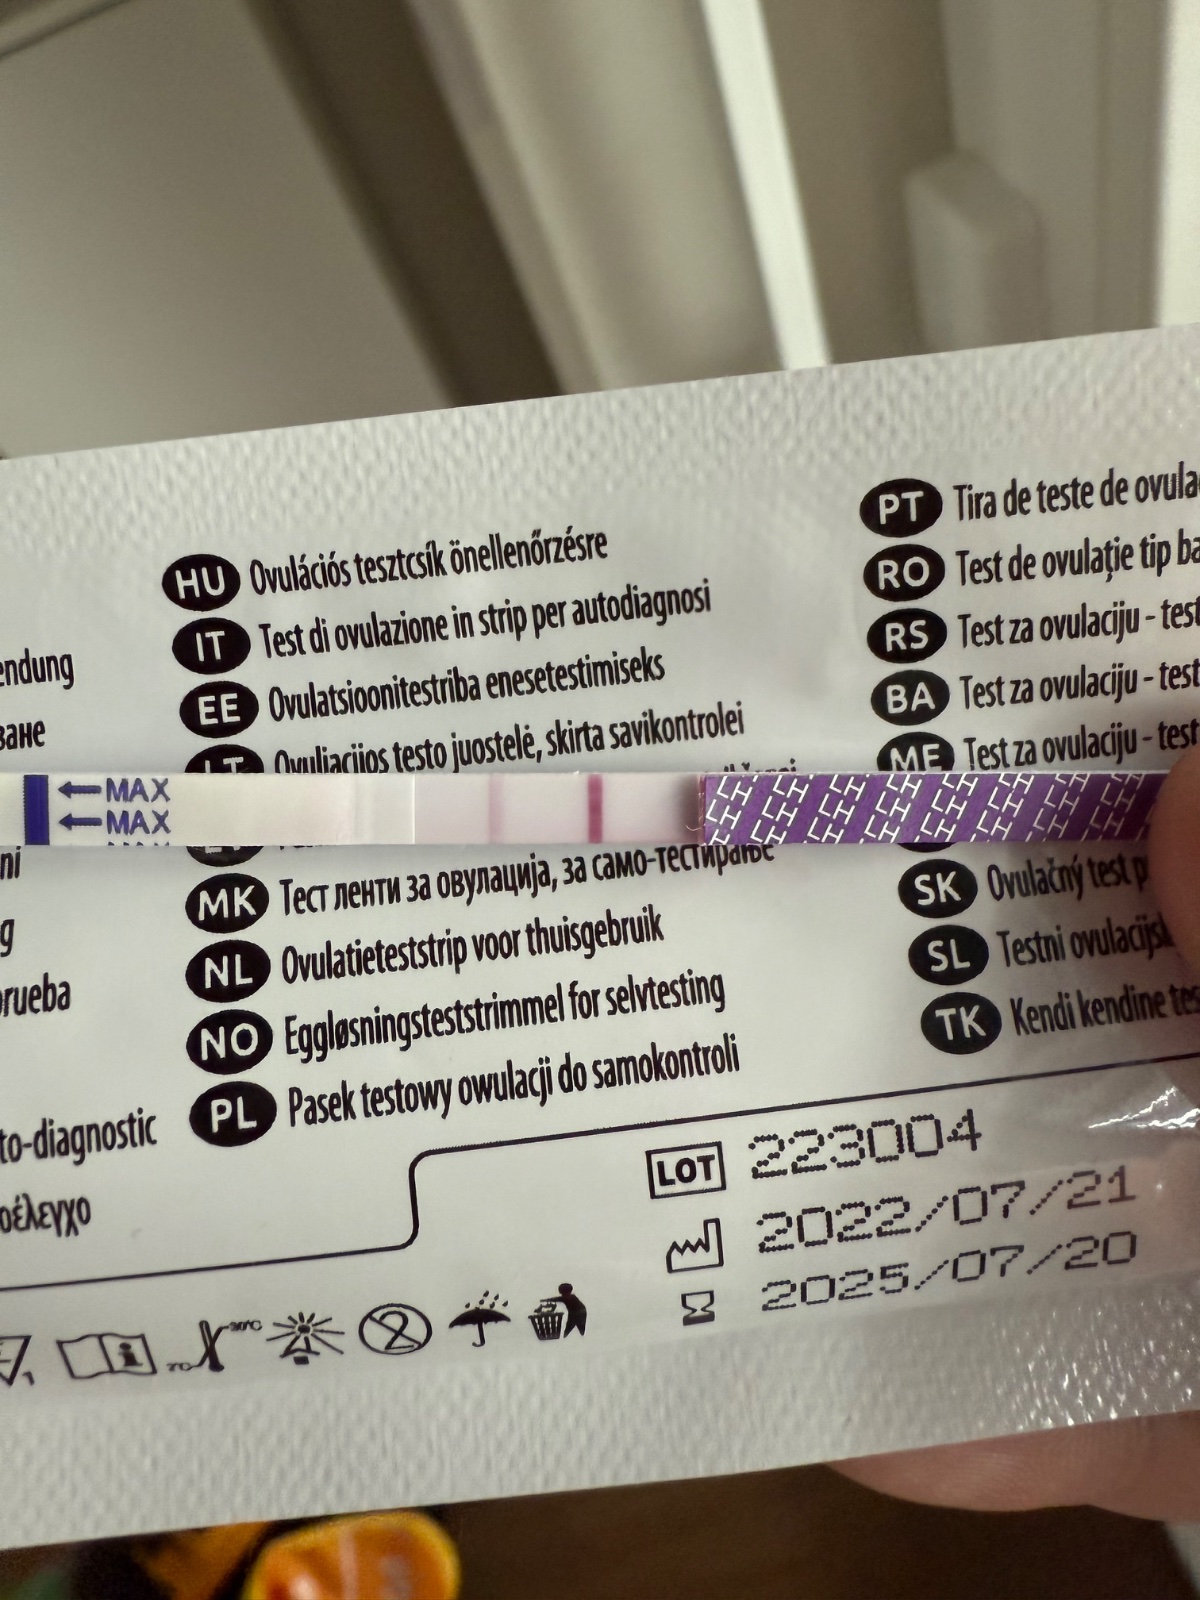 endung
ване
ni
g
rueba
to-diagnostic
οέλεγχο
HU Ovulációs tesztcsík önellenőrzésre
IT Test di ovulazione in strip per autodiagnosi
EE Ovulatsioonitestriba enesetestimiseks
LT Ovuliacijos testo juostelė, skirta savikontrolei
MK Тест ленти за овулација, за само-тестирање
NL Ovulatieteststrip voor thuisgebruik
NO Eggløsningsteststrimmel for selvtesting
PL Pasek testowy owulacji do samokontroli
PT Tira de teste de ovula
RO Test de ovulație tip ba
RS Test za ovulaciju - test
BA Test za ovulaciju - test
ME Test za ovulaciju - test
SK Ovulačný test p
SL Testni ovulacijsk
TK Kendi kendine tes
←MAX
←MAX
LH LH LH LH LH LH
LOT 223004
2022/07/21
2025/07/20
30°C
2